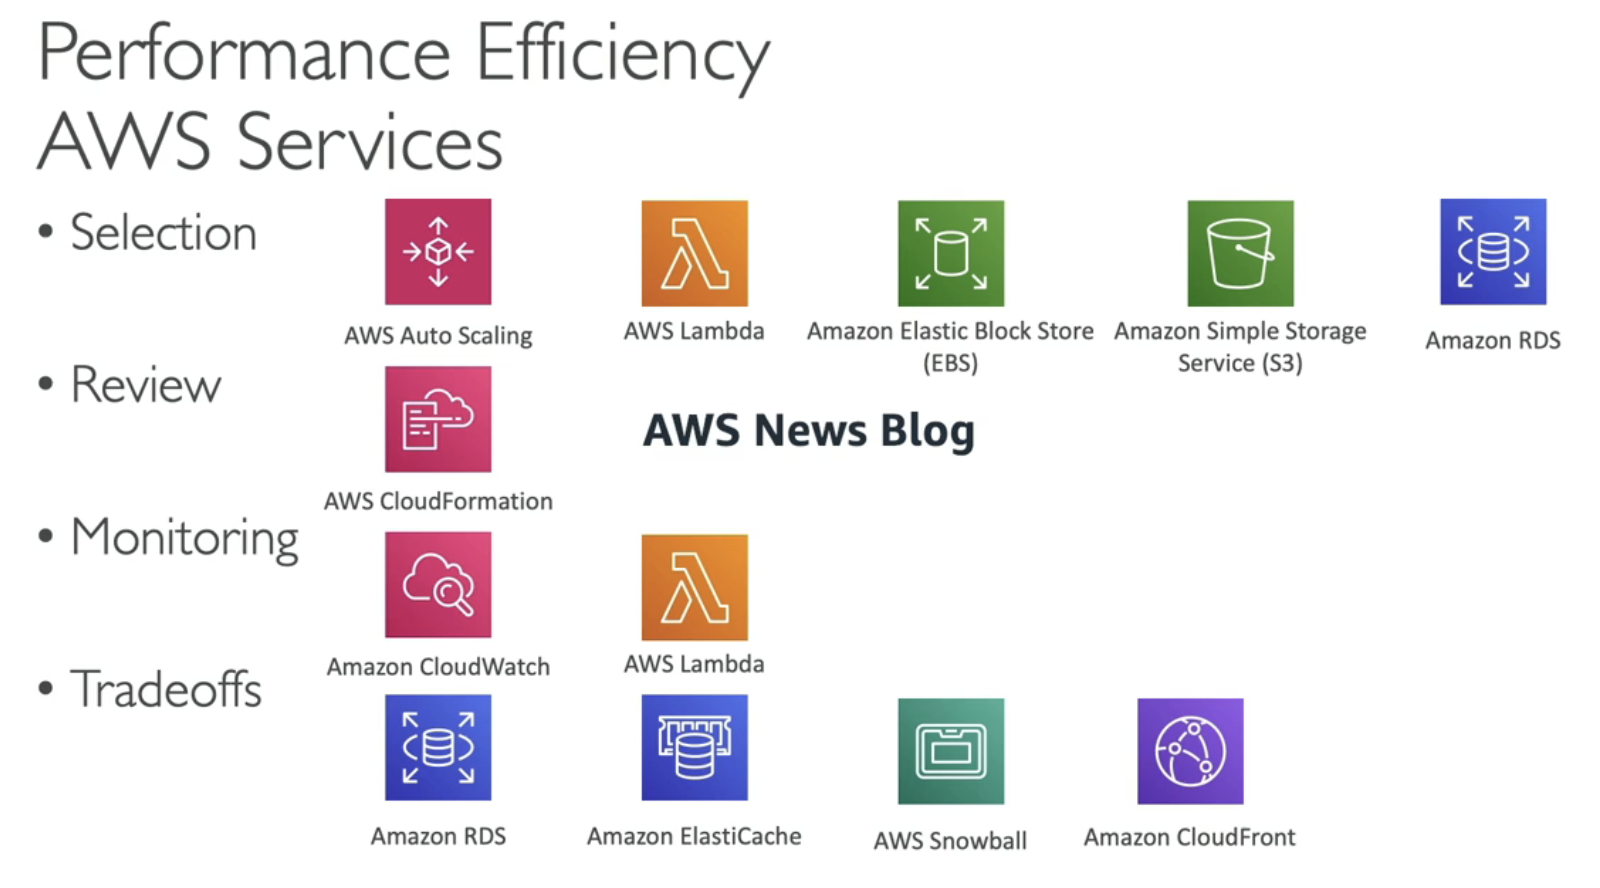 Performance Efficiency
AWS Services
• Selection
AWS Auto Scaling
AWS Lambda
Amazon Elastic Block Store
(EBS)
Amazon Simple Storage
Service (S3)
Amazon RDS
• Review
AWS CloudFormation
AWS News Blog
• Monitoring
Amazon CloudWatch
AWS Lambda
• Tradeoffs
Amazon RDS
Amazon ElastiCache
AWS Snowball
Amazon CloudFront